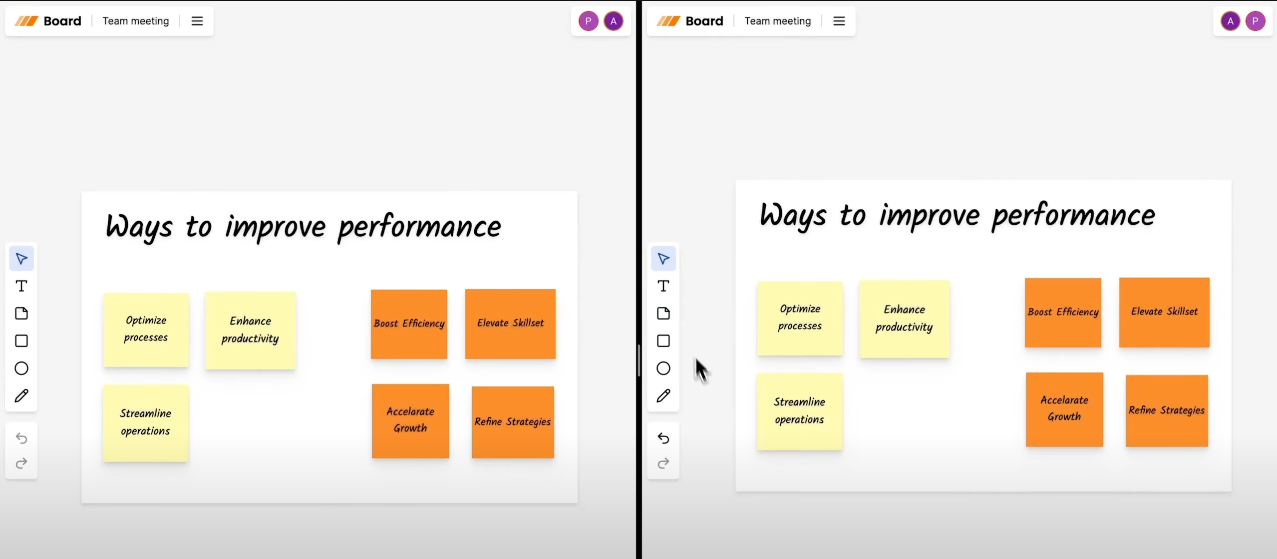 Board
Team meeting
P
A
Ways to improve performance
Optimize
processes
Enhance
productivity
Boost Efficiency
Elevate Skillset
Streamline
operations
Accelarate
Growth
Refine Strategies
T
Board
Team meeting
A
P
Ways to improve performance
Optimize
processes
Enhance
productivity
Boost Efficiency
Elevate Skillset
Streamline
operations
Accelarate
Growth
Refine Strategies
T